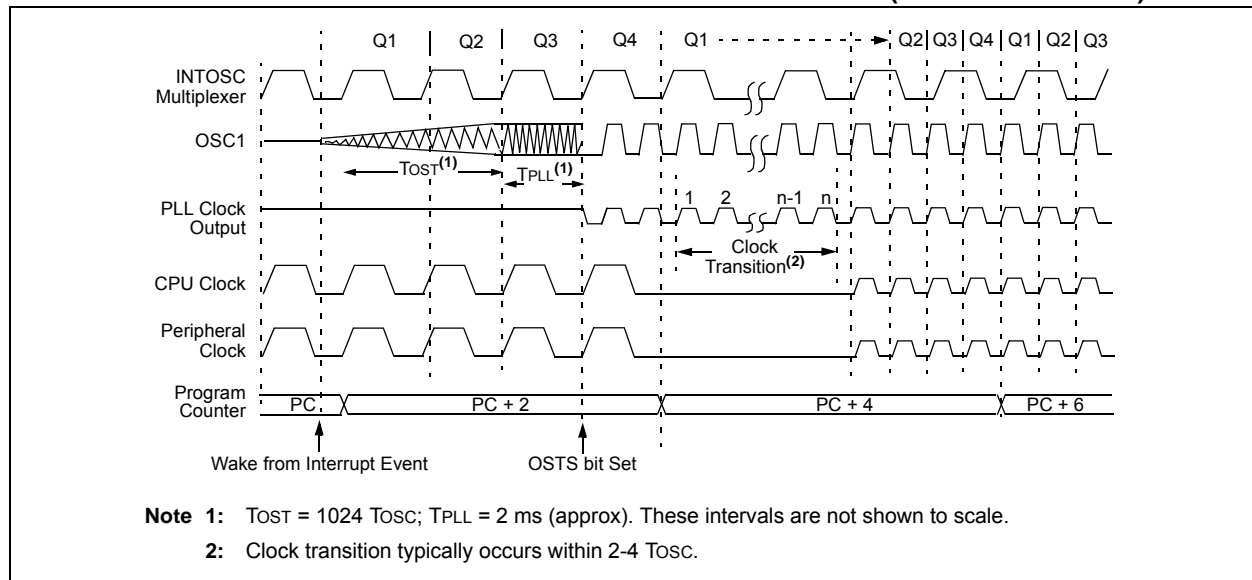 Q1 Q2 Q3 Q4 Q1 Q2 Q3 Q4 Q1 Q2 Q3
INTOSC
Multiplexer
OSC1
TOST(1)
TPLL(1)
PLL Clock
Output
1 2 n-1 n
Clock
Transition(2)
CPU Clock
Peripheral
Clock
Program
Counter
PC PC + 2 PC + 4 PC + 6
Wake from Interrupt Event OSTS bit Set
Note 1: TOST = 1024 TOSC; TPLL = 2 ms (approx). These intervals are not shown to scale.
2: Clock transition typically occurs within 2-4 TOSC.